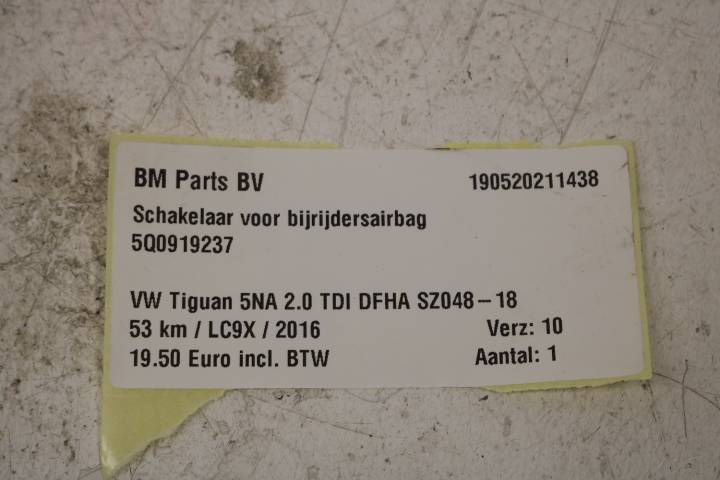 BM Parts BV 190520211438
Schakelaar voor bijrijdersairbag
5Q0919237
VW Tiguan 5NA 2.0 TDI DFHA SZ048-18
53 km / LC9X / 2016 Verz: 10
19.50 Euro incl. BTW Aantal: 1